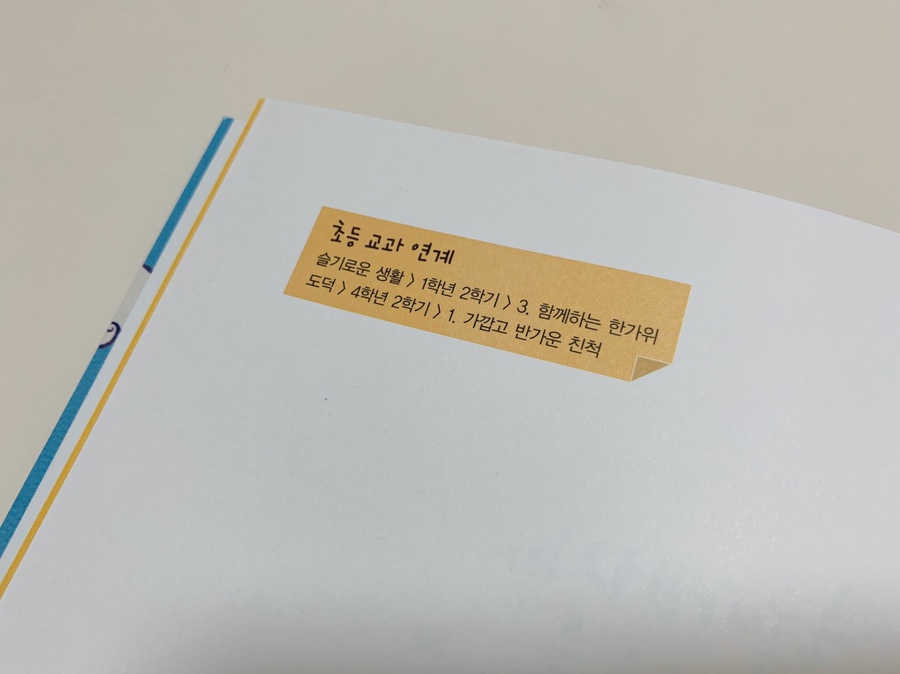 초등 교과 연계
슬기로운 생활 > 1학년 2학기 > 3. 함께하는 한가위
도덕 > 4학년 2학기 > 1. 가깝고 반가운 친척